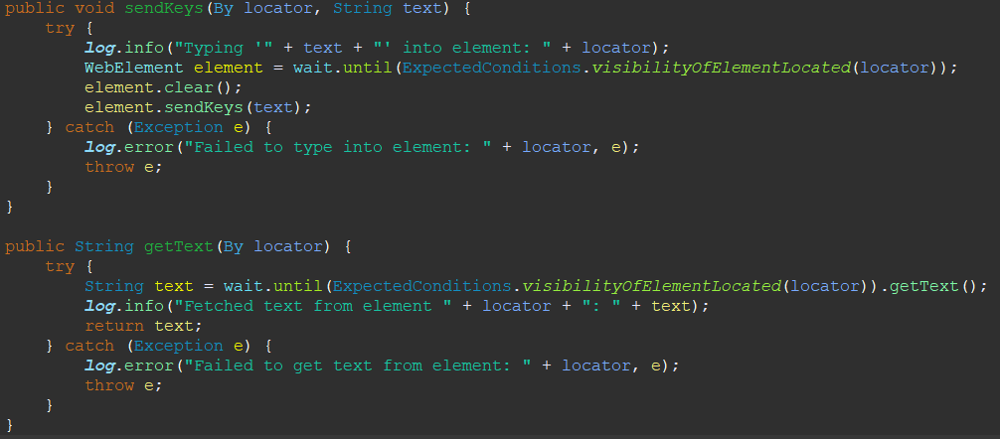 public void sendKeys(By locator, String text) {
    try {
        log.info("Typing '" + text + "' into element: " + locator);
        WebElement element = wait.until(ExpectedConditions.visibilityOfElementLocated(locator));
        element.clear();
        element.sendKeys(text);
    } catch (Exception e) {
        log.error("Failed to type into element: " + locator, e);
        throw e;
    }
}

public String getText(By locator) {
    try {
        String text = wait.until(ExpectedConditions.visibilityOfElementLocated(locator)).getText();
        log.info("Fetched text from element " + locator + ": " + text);
        return text;
    } catch (Exception e) {
        log.error("Failed to get text from element: " + locator, e);
        throw e;
    }
}